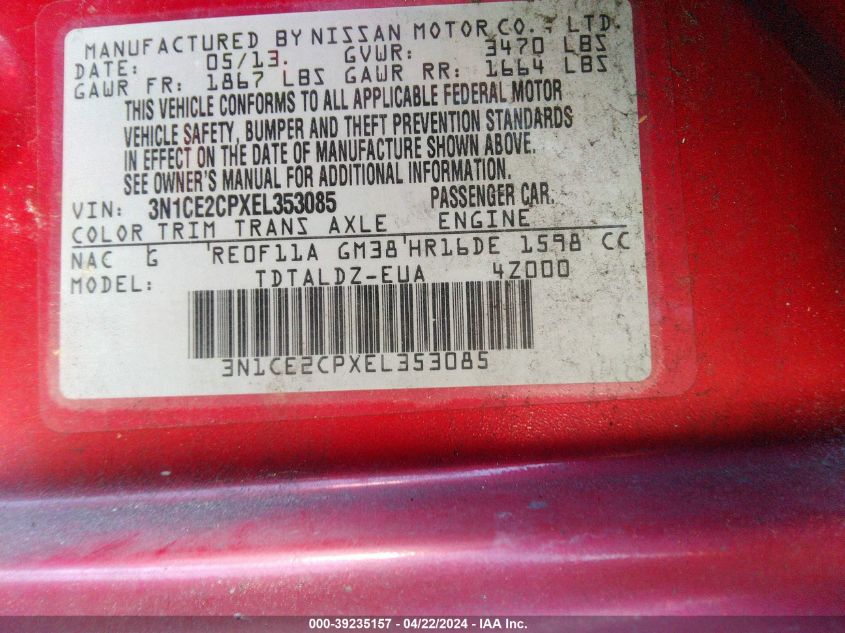 MANUFACTURED BY NISSAN MOTOR CO., LTD.
DATE: 05/13. GVWR: 3470 LBS
GAWR FR: 1867 LBS GAWR RR: 1664 LBS
THIS VEHICLE CONFORMS TO ALL APPLICABLE FEDERAL MOTOR
VEHICLE SAFETY, BUMPER AND THEFT PREVENTION STANDARDS
IN EFFECT ON THE DATE OF MANUFACTURE SHOWN ABOVE.
SEE OWNER'S MANUAL FOR ADDITIONAL INFORMATION.
VIN: 3N1CE2CPXEL353085 PASSENGER CAR.
COLOR TRIM TRANS AXLE ENGINE
NAC G RE0F11A GM38 HR16DE 1598 CC
MODEL: TDTALDZ-EUA 4Z000
3N1CE2CPXEL353085
000-39235157 - 04/22/2024 - IAA Inc.